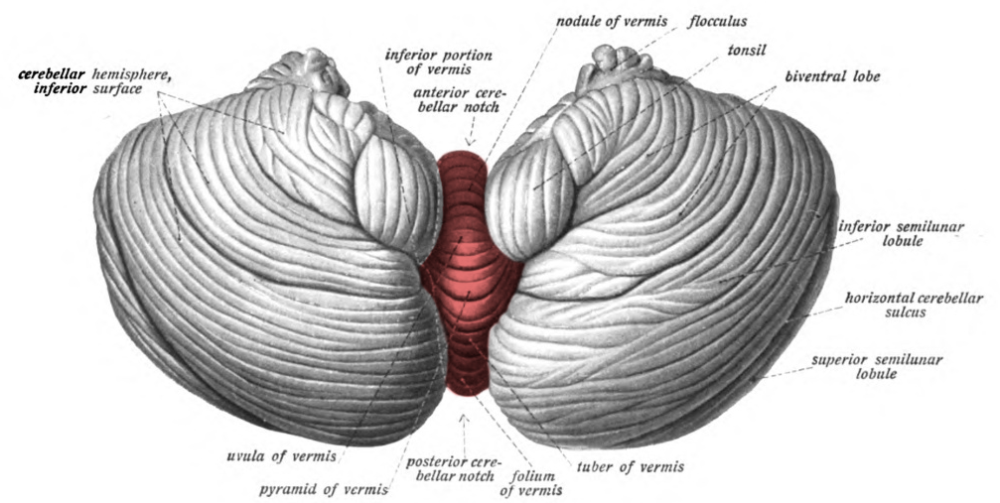 nodule of vermis
flocculus
tonsil
biventral lobe
inferior portion
of vermis
anterior cere-
bellar notch
cerebellar hemisphere,
inferior surface
inferior semilunar
lobule
horizontal cerebellar
sulcus
superior semilunar
lobule
uvula of vermis
pyramid of vermis
posterior cere-
bellar notch
folium
of vermis
tuber of vermis